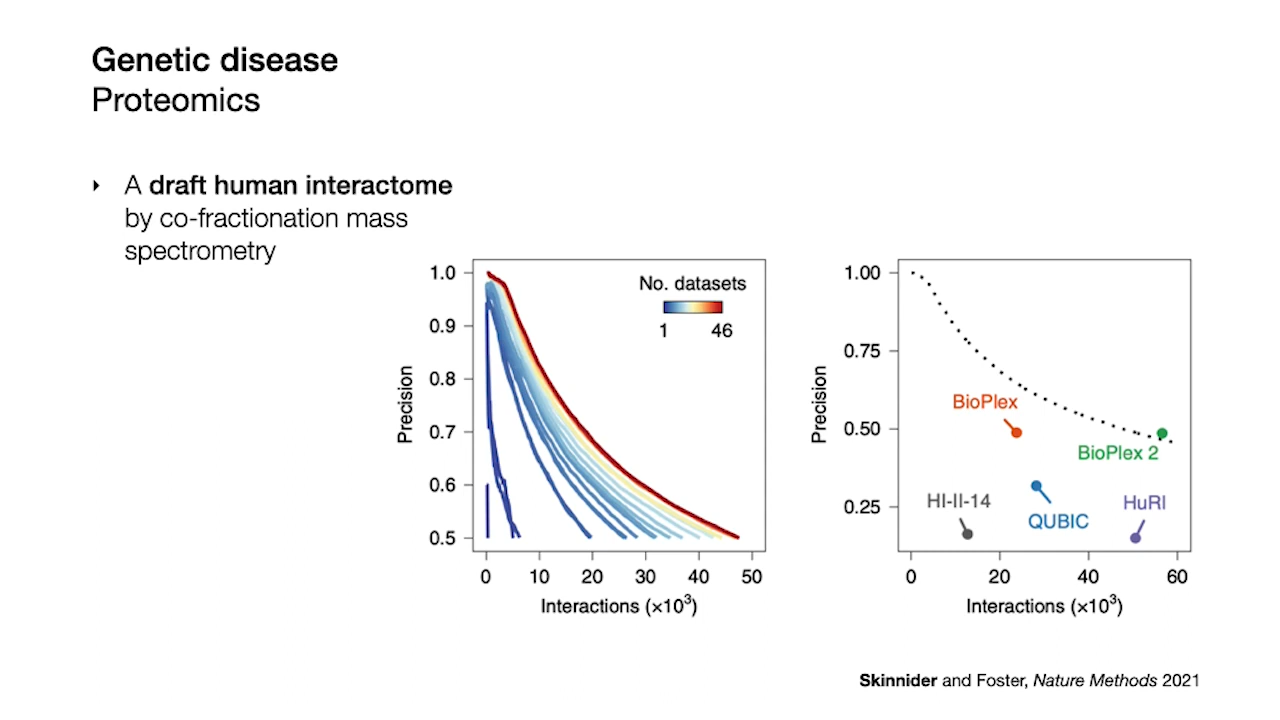 Genetic disease
Proteomics
‣ A draft human interactome
by co-fractionation mass
spectrometry
No. datasets
1 46
1.0
0.9
0.8
0.7
0.6
0.5
Precision
0 10 20 30 40 50
Interactions (×10³)
1.00
0.75
0.50
0.25
Precision
BioPlex
BioPlex 2
HI-II-14
QUBIC
HuRI
0 20 40 60
Interactions (×10³)
Skinnider and Foster, Nature Methods 2021